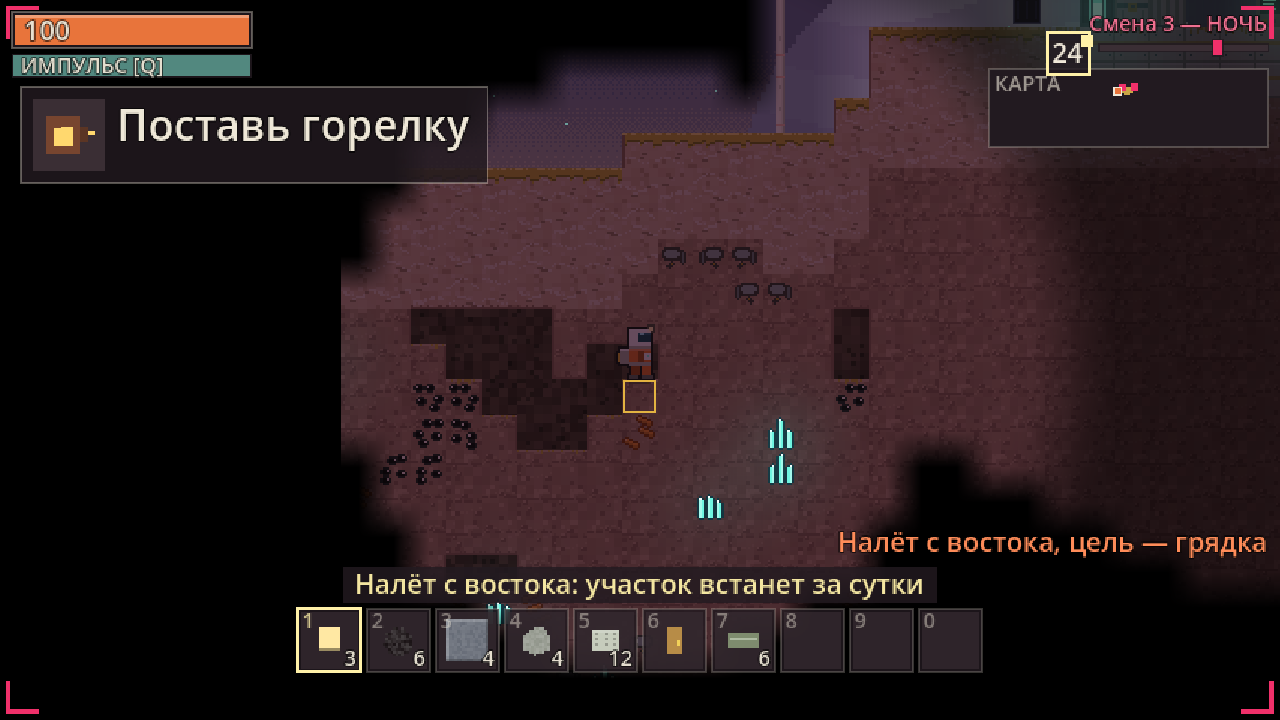 100
Смена 3 — НОЧЬ
ИМПУЛЬС [Q]
24
КАРТА
Поставь горелку
Налёт с востока, цель — грядка
Налёт с востока: участок встанет за сутки
1 2 3 4 5 6 7 8 9 0
3 6 4 4 12 6